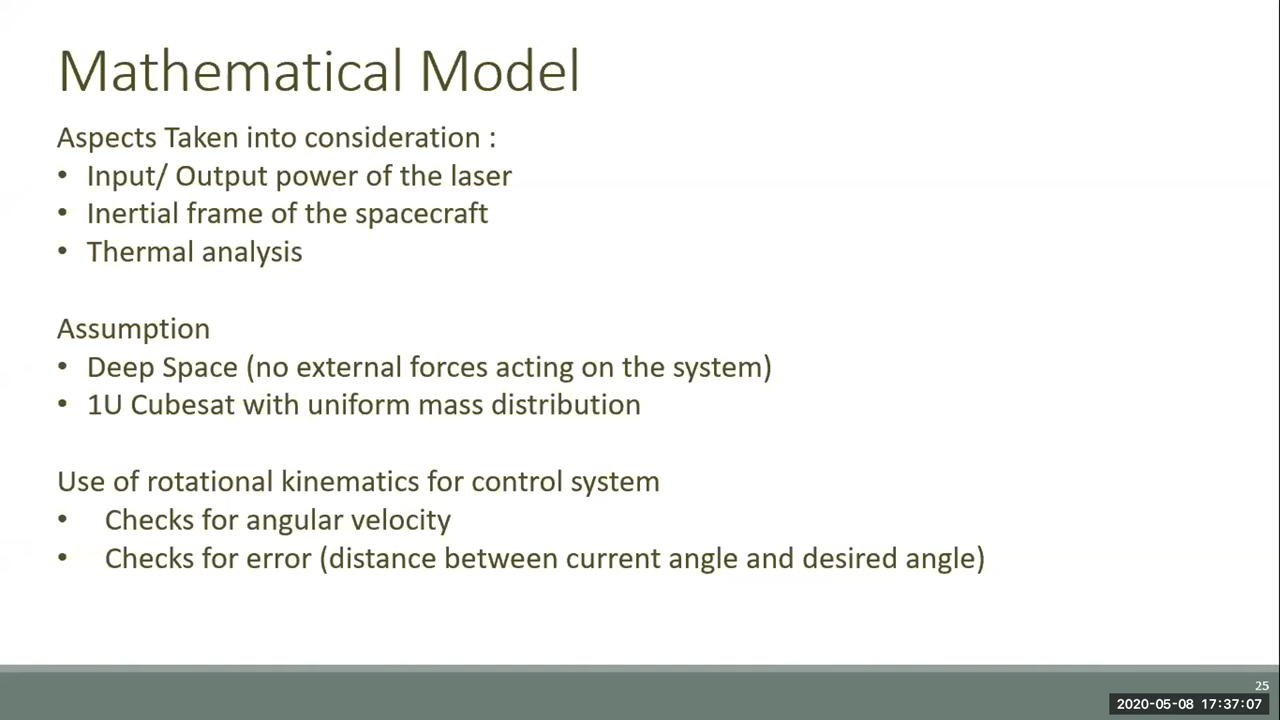 Mathematical Model
Aspects Taken into consideration :
• Input/ Output power of the laser
• Inertial frame of the spacecraft
• Thermal analysis
Assumption
• Deep Space (no external forces acting on the system)
• 1U Cubesat with uniform mass distribution
Use of rotational kinematics for control system
• Checks for angular velocity
• Checks for error (distance between current angle and desired angle)
25
2020-05-08 17:37:07